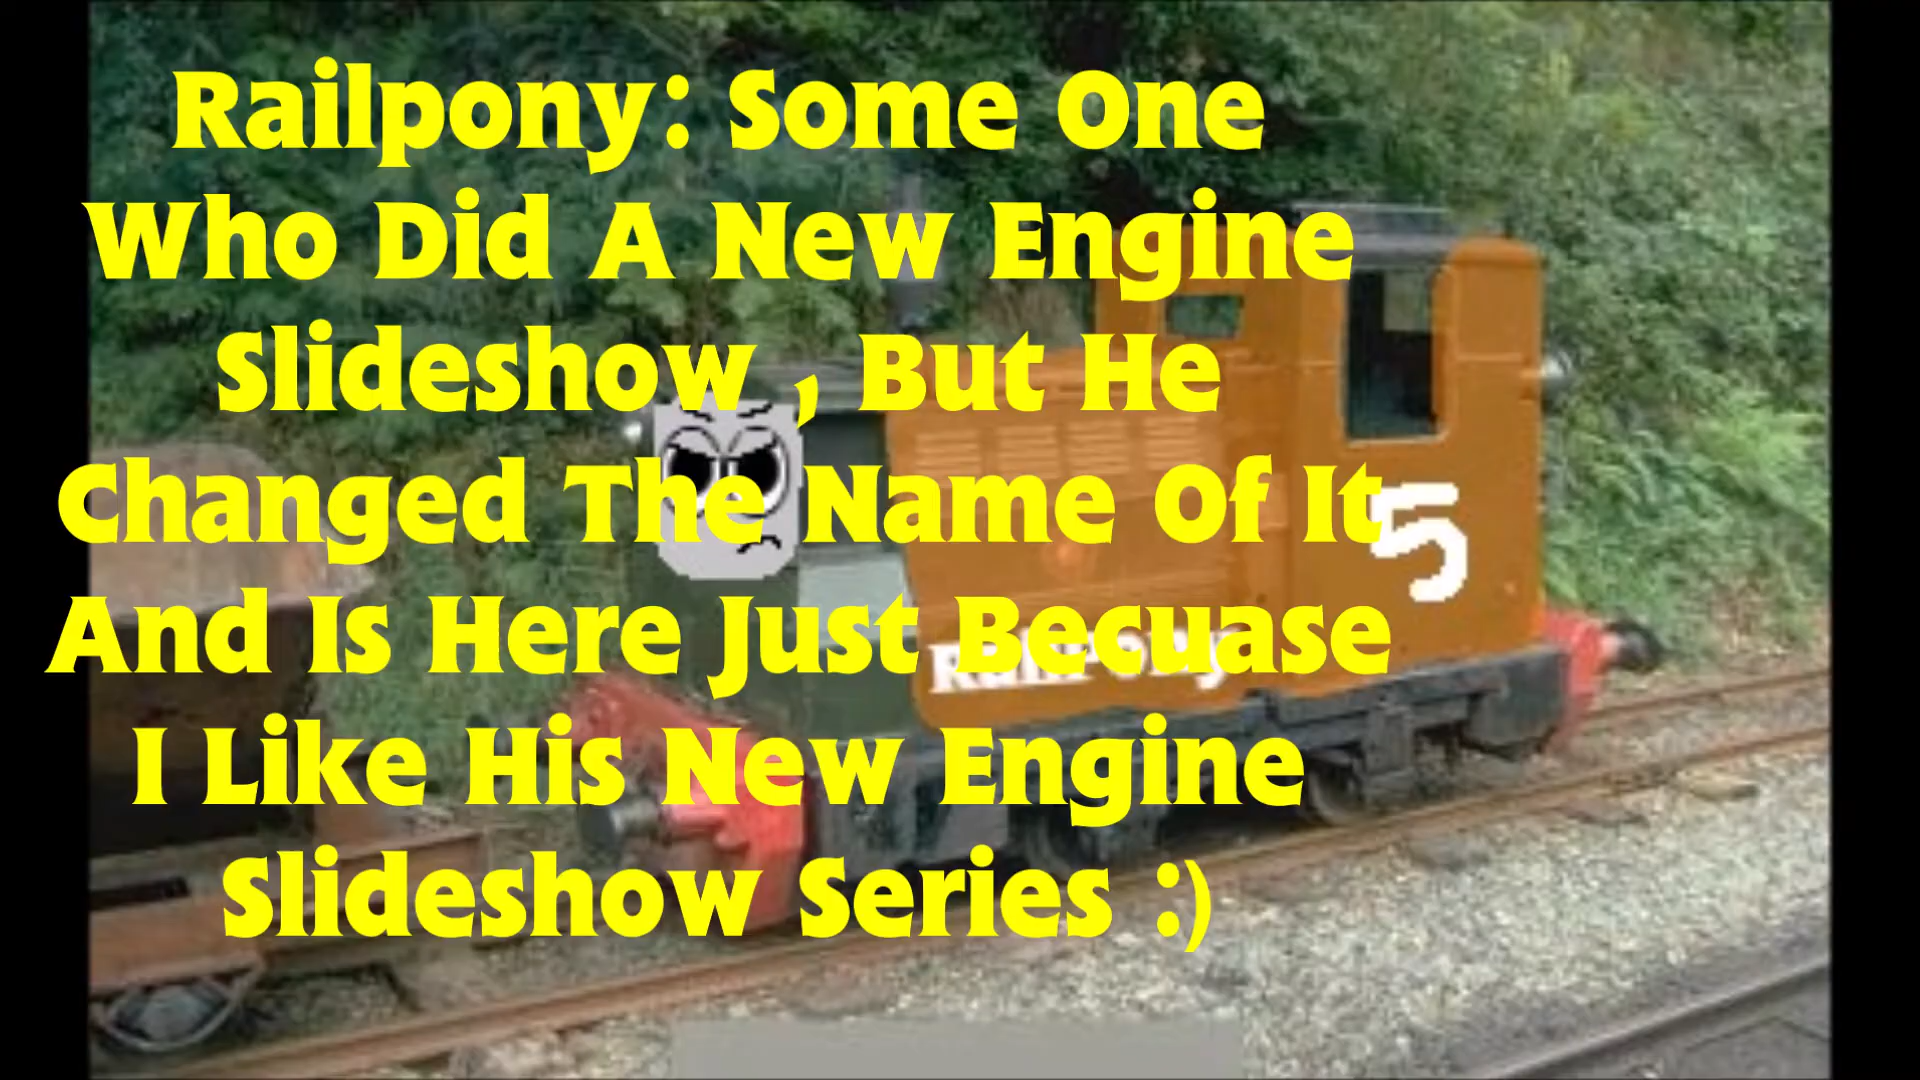 Railpony: Some One
Who Did A New Engine
Slideshow , But He
Changed The Name Of It
5
And Is Here Just Becuase
RailPony
I Like His New Engine
Slideshow Series :)